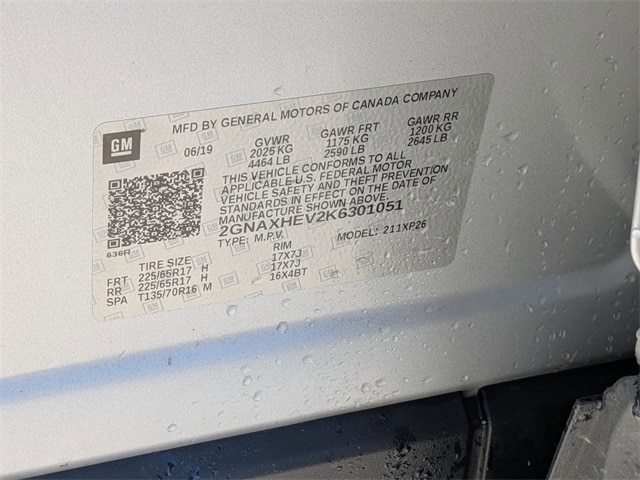 MFD BY GENERAL MOTORS OF CANADA COMPANY
GM
06/19 GVWR GAWR FRT GAWR RR
2025 KG 1175 KG 1200 KG
4464 LB 2590 LB 2645 LB
THIS VEHICLE CONFORMS TO ALL
APPLICABLE U.S. FEDERAL MOTOR
VEHICLE SAFETY AND THEFT PREVENTION
STANDARDS IN EFFECT ON THE DATE OF
MANUFACTURE SHOWN ABOVE.
2GNAXHEV2K6301051
TYPE: M.P.V. MODEL: 211XP26
636R
TIRE SIZE RIM
FRT 225/65R17 H 17X7J
RR 225/65R17 H 17X7J
SPA T135/70R16 M 16X4BT